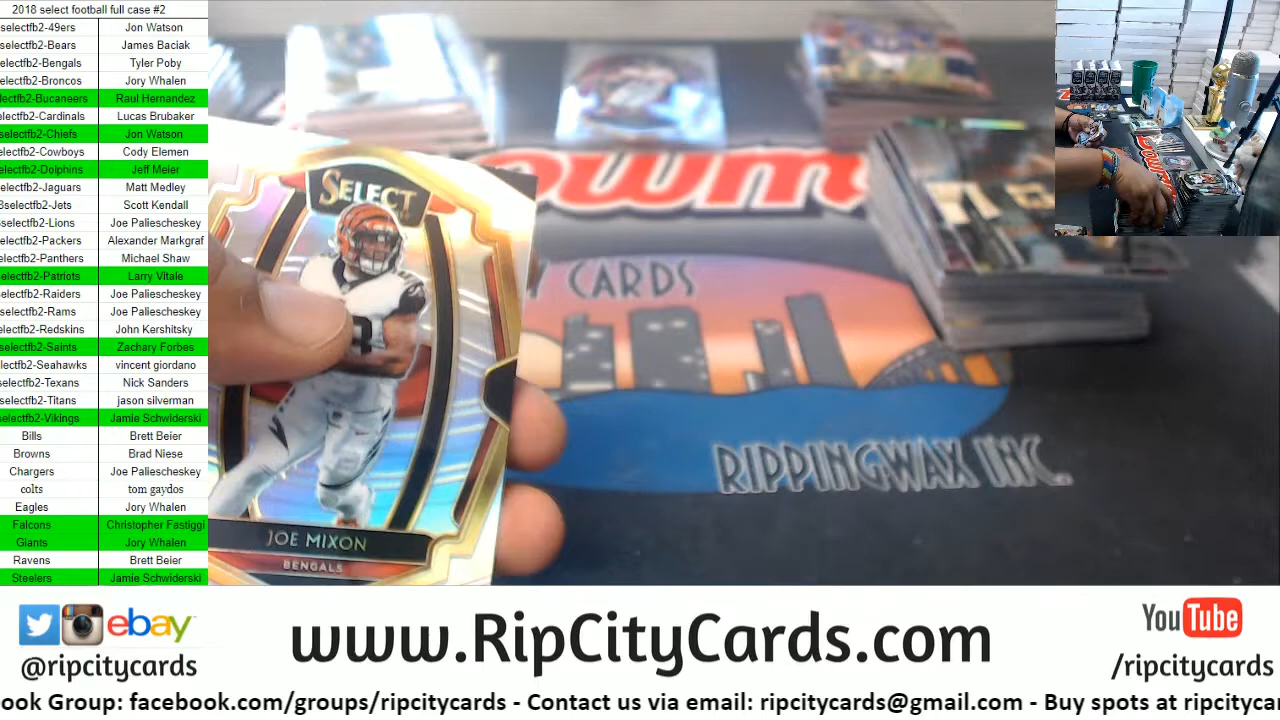 2018 select football full case #2
selectfb2-49ers Jon Watson
selectfb2-Bears James Baciak
selectfb2-Bengals Tyler Poby
selectfb2-Broncos Jory Whalen
lectfb2-Bucaneers Raul Hernandez
electfb2-Cardinals Lucas Brubaker
selectfb2-Chiefs Jon Watson
electfb2-Cowboys Cody Elemen
electfb2-Dolphins Jeff Meier
electfb2-Jaguars Matt Medley
3selectfb2-Jets Scott Kendall
selectfb2-Lions Joe Paliescheskey
electfb2-Packers Alexander Markgraf
electfb2-Panthers Michael Shaw
electfb2-Patriots Larry Vitale
electfb2-Raiders Joe Paliescheskey
electfb2-Rams Joe Paliescheskey
electfb2-Redskins John Kershitsky
selectfb2-Saints Zachary Forbes
electfb2-Seahawks vincent giordano
selectfb2-Texans Nick Sanders
selectfb2-Titans jason silverman
selectfb2-Vikings Jamie Schwiderski
Bills Brett Beier
Browns Brad Niese
Chargers Joe Paliescheskey
colts tom gaydos
Eagles Jory Whalen
Falcons Christopher Fastiggi
Giants Jory Whalen
Ravens Brett Beier
Steelers Jamie Schwiderski
SELECT
JOE MIXON
BENGALS
Y CARDS
RIPPINGWAX INC.
ebay
@ripcitycards
www.RipCityCards.com
YouTube
/ripcitycards
ook Group: facebook.com/groups/ripcitycards - Contact us via email: ripcitycards@gmail.com - Buy spots at ripcityca